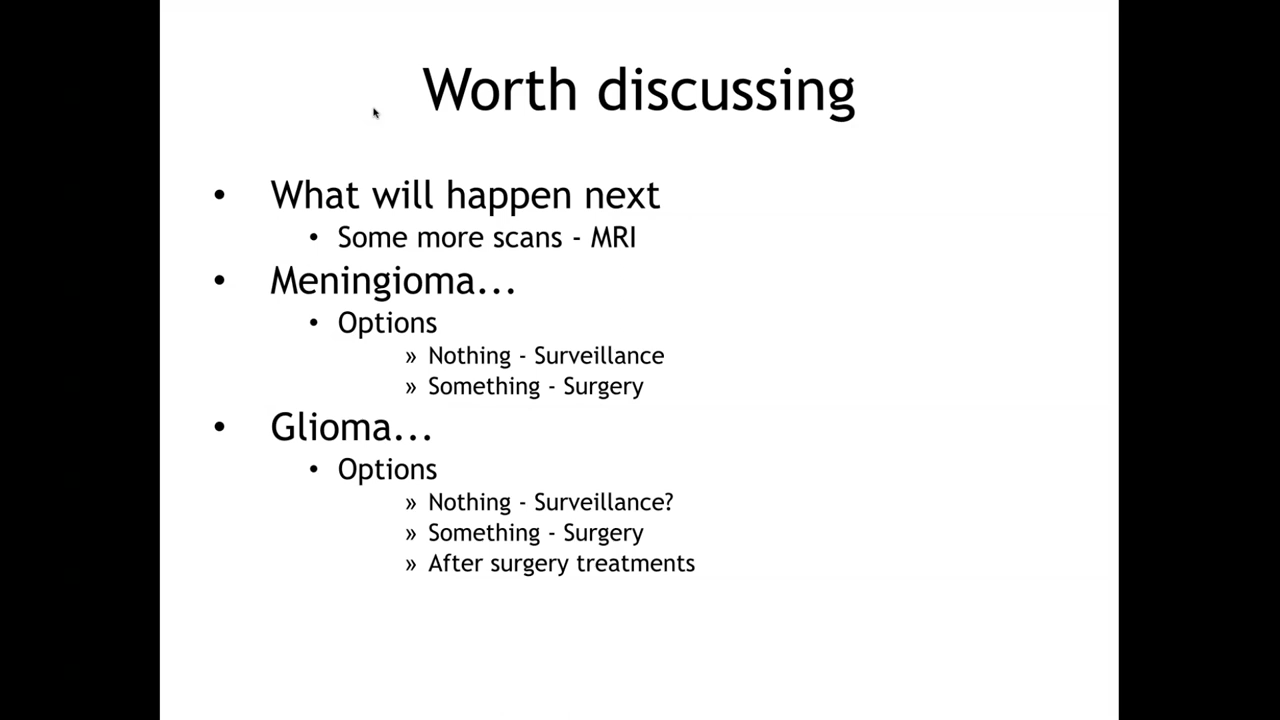 Worth discussing
• What will happen next
• Some more scans - MRI
• Meningioma...
• Options
» Nothing - Surveillance
» Something - Surgery
• Glioma...
• Options
» Nothing - Surveillance?
» Something - Surgery
» After surgery treatments